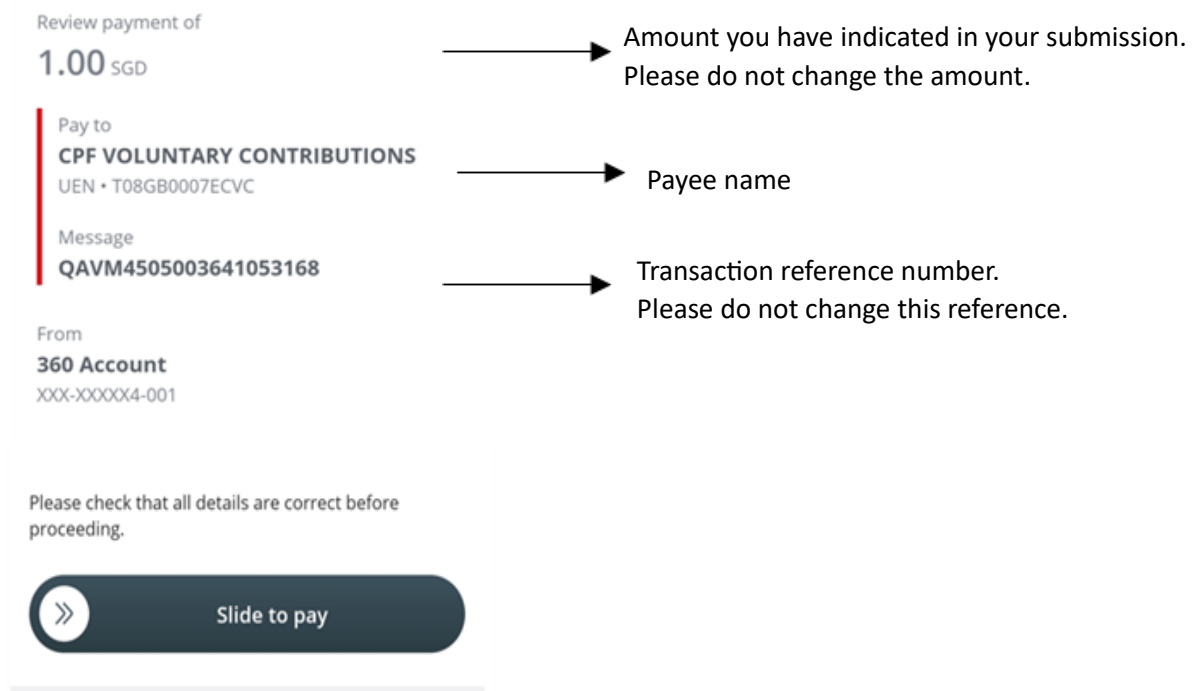 Review payment of
1.00 SGD
Amount you have indicated in your submission.
Please do not change the amount.
Pay to
CPF VOLUNTARY CONTRIBUTIONS
UEN • T08GB0007ECVC
Payee name
Message
QAVM4505003641053168
Transaction reference number.
Please do not change this reference.
From
360 Account
XXX-XXXXX4-001
Please check that all details are correct before
proceeding.
Slide to pay